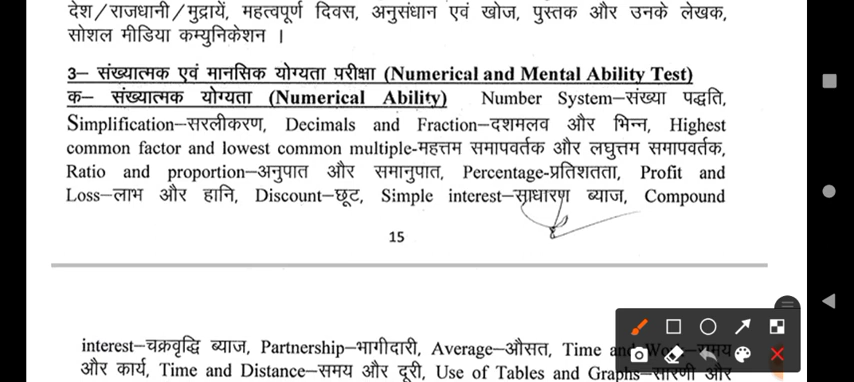 देश/राजधानी/मुद्रायें, महत्वपूर्ण दिवस, अनुसंधान एवं खोज, पुस्तक और उनके लेखक,
सोशल मीडिया कम्युनिकेशन ।
3– संख्यात्मक एवं मानसिक योग्यता परीक्षा (Numerical and Mental Ability Test)
क– संख्यात्मक योग्यता (Numerical Ability) Number System–संख्या पद्धति,
Simplification–सरलीकरण, Decimals and Fraction–दशमलव और भिन्न, Highest
common factor and lowest common multiple-महत्तम समापवर्तक और लघुत्तम समापवर्तक,
Ratio and proportion–अनुपात और समानुपात, Percentage-प्रतिशतता, Profit and
Loss–लाभ और हानि, Discount–छूट, Simple interest–साधारण ब्याज, Compound
15
interest–चक्रवृद्धि ब्याज, Partnership–भागीदारी, Average–औसत, Time and Work–समय
और कार्य, Time and Distance–समय और दूरी, Use of Tables and Graphs–सारणी और